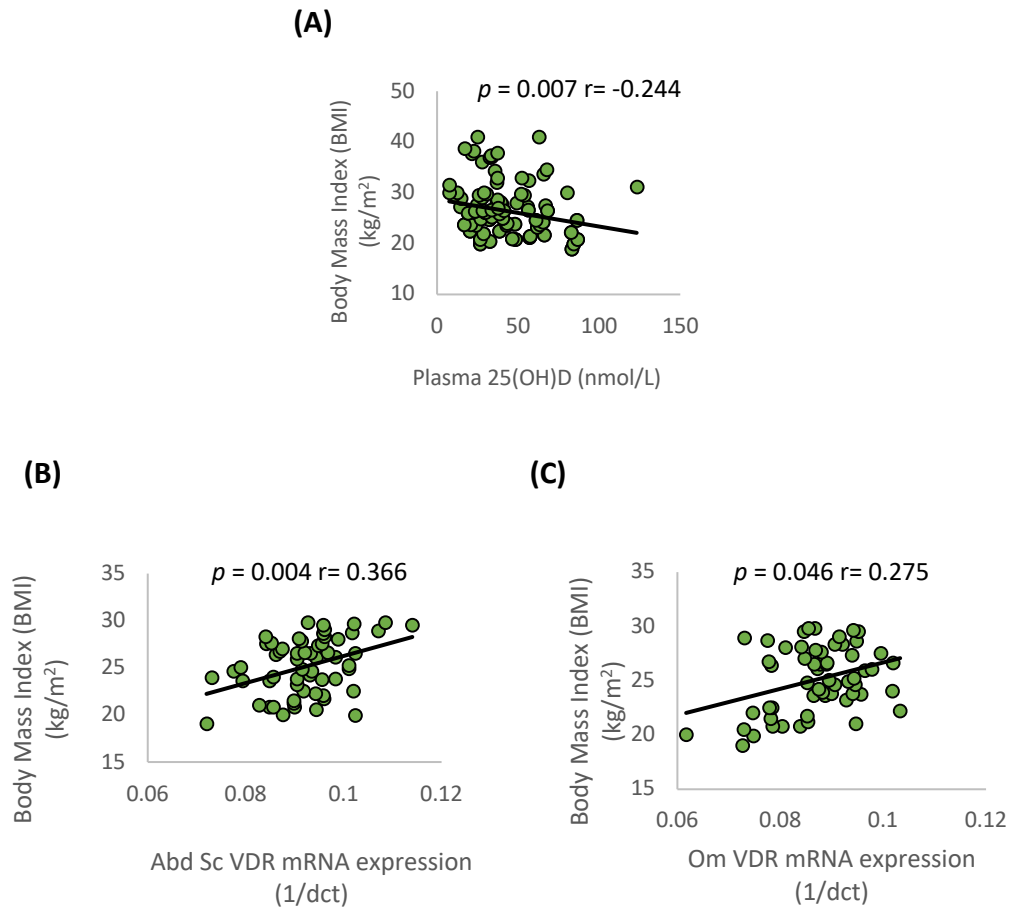 (A)
p = 0.007 r= -0.244
Body Mass Index (BMI)
(kg/m²)
50
40
30
20
10
0
50
100
150
Plasma 25(OH)D (nmol/L)
(B)
p = 0.004 r= 0.366
Body Mass Index (BMI)
(kg/m²)
35
30
25
20
15
0.06
0.08
0.1
0.12
Abd Sc VDR mRNA expression
(1/dct)
(C)
p = 0.046 r= 0.275
Body Mass Index (BMI)
(kg/m²)
35
30
25
20
15
0.06
0.08
0.1
0.12
Om VDR mRNA expression
(1/dct)